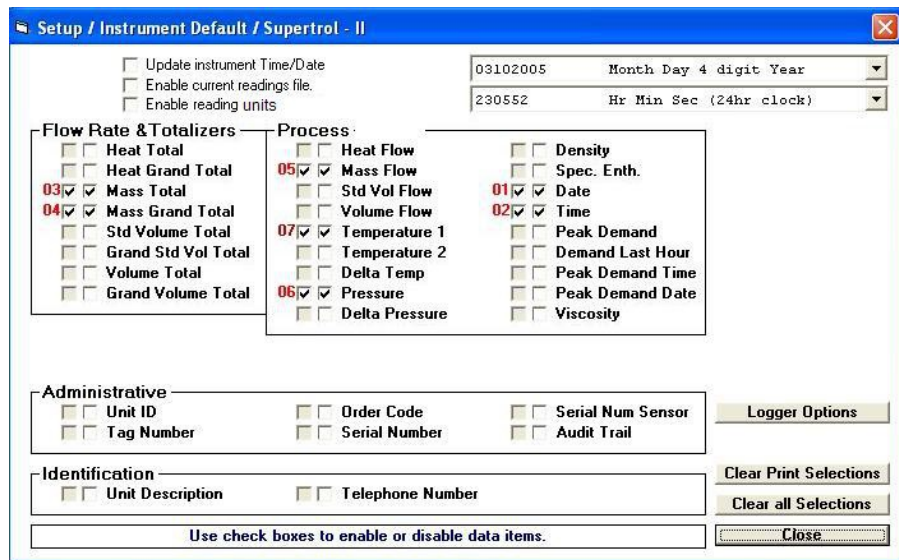 Setup / Instrument Default / Supertrol - II
Update instrument Time/Date
Enable current readings file.
Enable reading units
03102005 Month Day 4 digit Year
230552 Hr Min Sec (24hr clock)
Flow Rate & Totalizers
Heat Total
Heat Grand Total
03 Mass Total
04 Mass Grand Total
Std Volume Total
Grand Std Vol Total
Volume Total
Grand Volume Total
Process
Heat Flow
05 Mass Flow
Std Vol Flow
Volume Flow
07 Temperature 1
Temperature 2
Delta Temp
06 Pressure
Delta Pressure
Density
Spec. Enth.
01 Date
02 Time
Peak Demand
Demand Last Hour
Peak Demand Time
Peak Demand Date
Viscosity
Administrative
Unit ID
Tag Number
Order Code
Serial Number
Serial Num Sensor
Audit Trail
Logger Options
Identification
Unit Description
Telephone Number
Clear Print Selections
Clear all Selections
Use check boxes to enable or disable data items.
Close